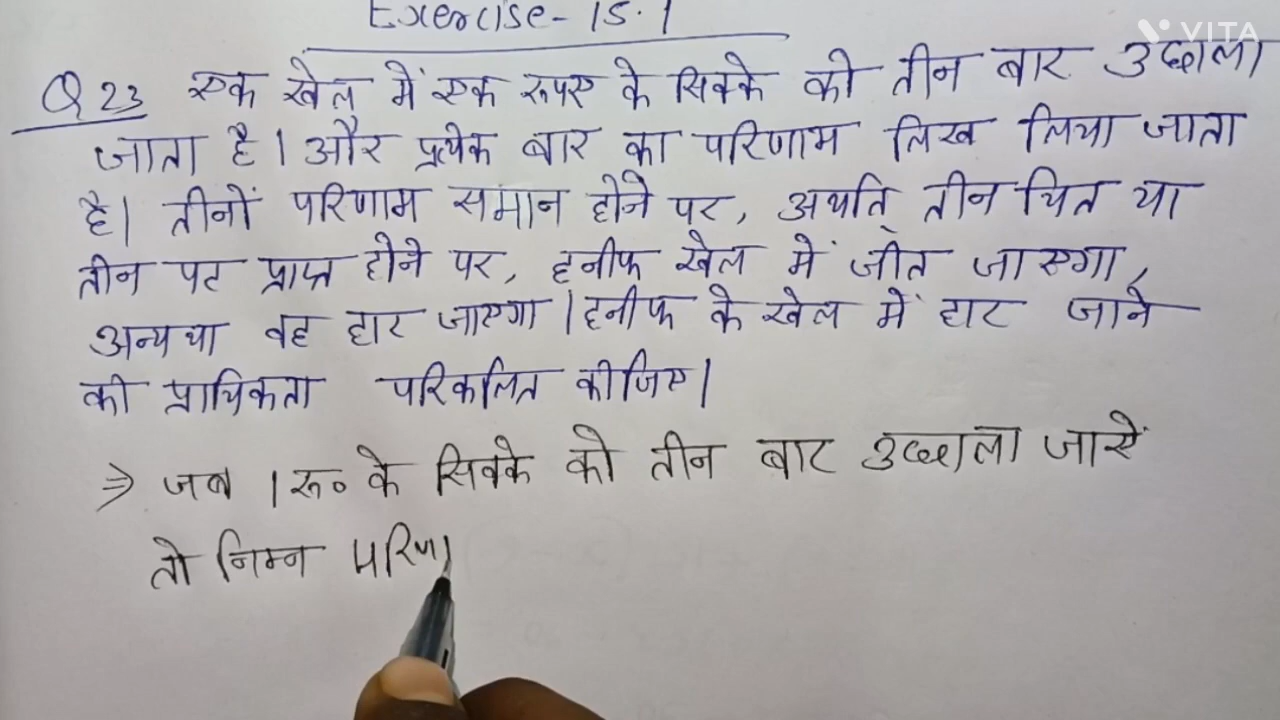 Exercise-15.1
VITA
Q 23 एक खेल में एक रुपए के सिक्के को तीन बार उछाला
जाता है। और प्रत्येक बार का परिणाम लिख लिया जाता
है। तीनों परिणाम समान होने पर, अर्थात् तीन चित या
तीन पट प्राप्त होने पर, हनीफ खेल में जीत जाएगा,
अन्यथा वह हार जाएगा। हनीफ के खेल में हार जाने
की प्रायिकता परिकलित कीजिए।
⇒ जब 1 रु० के सिक्के को तीन बार उछाला जाये
तो निम्न परिणा